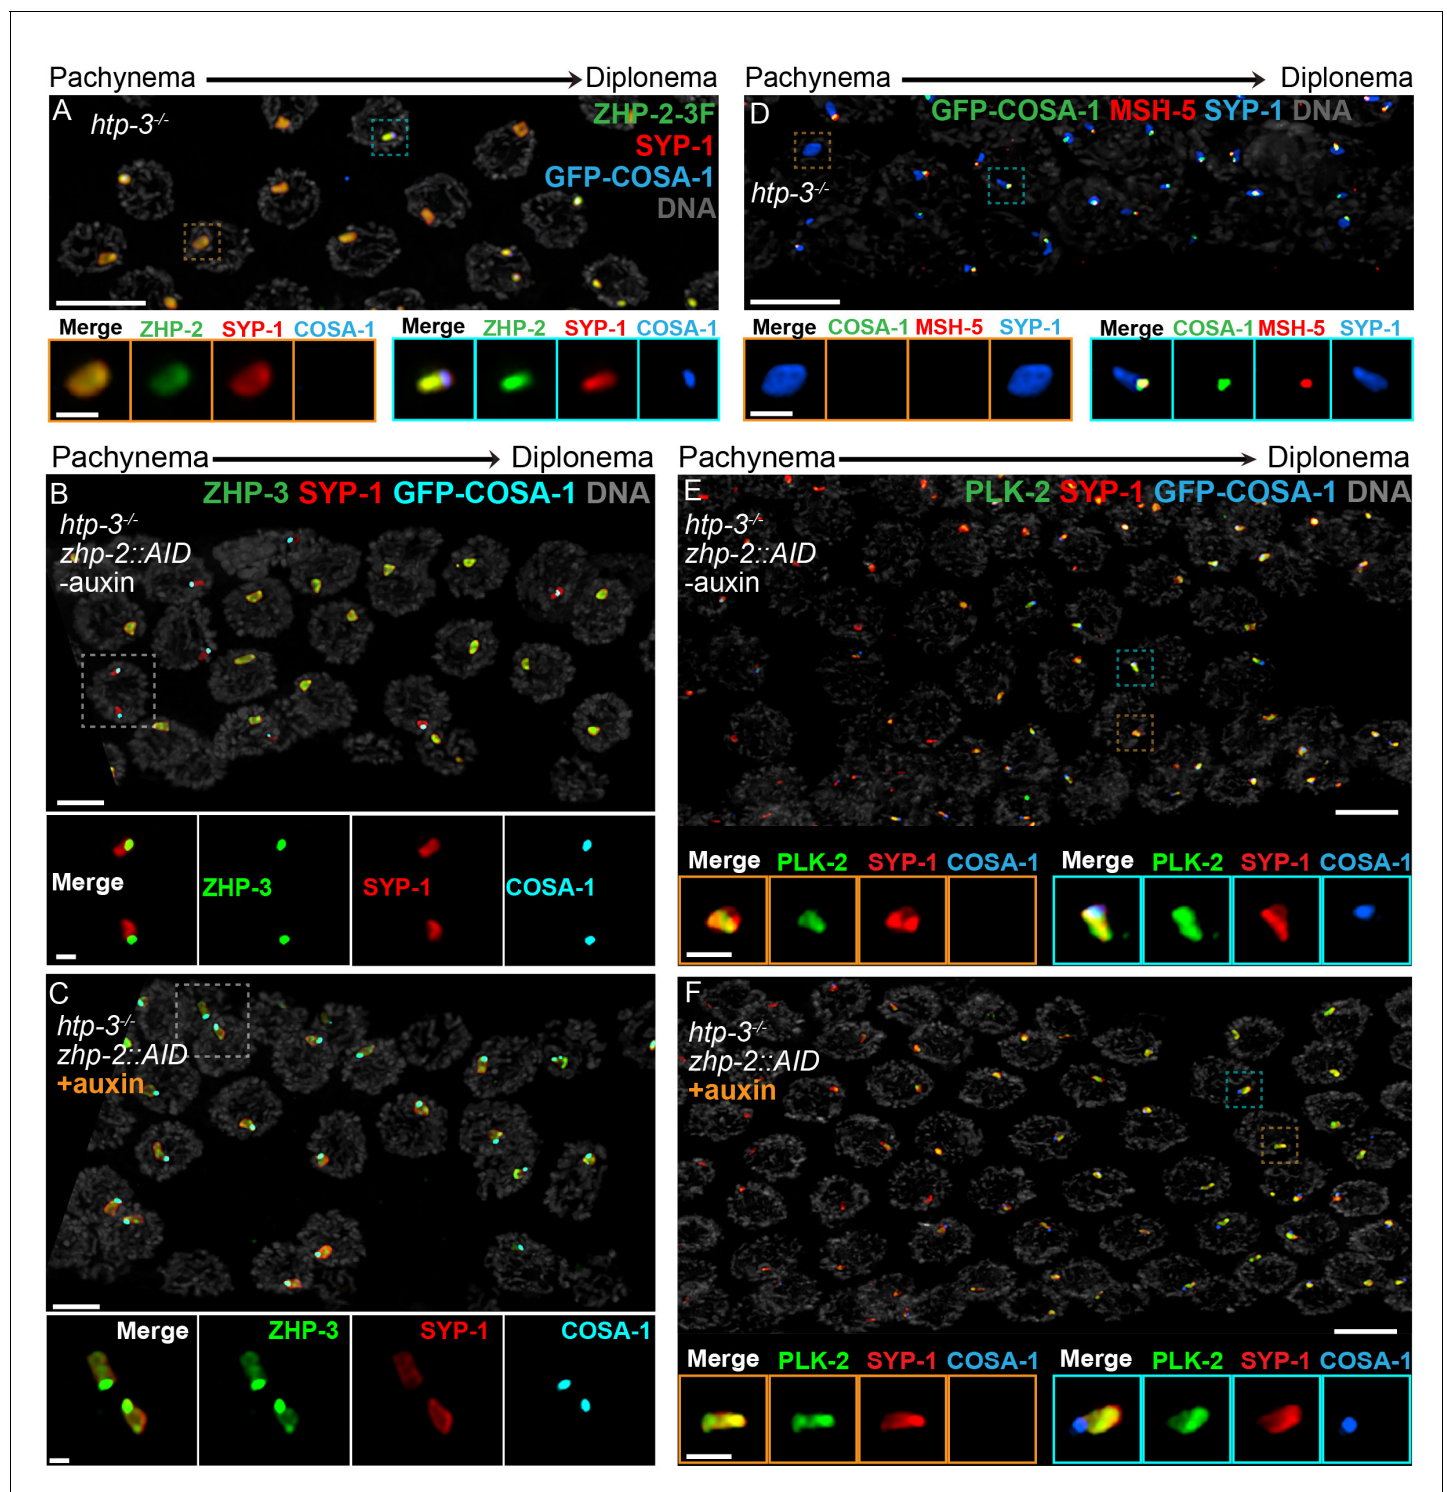 Pachynema Diplonema
A
htp-3-/-
ZHP-2-3F
SYP-1
GFP-COSA-1
DNA
Merge ZHP-2 SYP-1 COSA-1
Merge ZHP-2 SYP-1 COSA-1
Pachynema Diplonema
D GFP-COSA-1 MSH-5 SYP-1 DNA
htp-3-/-
Merge COSA-1 MSH-5 SYP-1
Merge COSA-1 MSH-5 SYP-1
Pachynema Diplonema
B ZHP-3 SYP-1 GFP-COSA-1 DNA
htp-3-/-
zhp-2::AID
-auxin
Merge ZHP-3 SYP-1 COSA-1
C
htp-3-/-
zhp-2::AID
+auxin
Merge ZHP-3 SYP-1 COSA-1
Pachynema Diplonema
E PLK-2 SYP-1 GFP-COSA-1 DNA
htp-3-/-
zhp-2::AID
-auxin
Merge PLK-2 SYP-1 COSA-1
Merge PLK-2 SYP-1 COSA-1
F
htp-3-/-
zhp-2::AID
+auxin
Merge PLK-2 SYP-1 COSA-1
Merge PLK-2 SYP-1 COSA-1